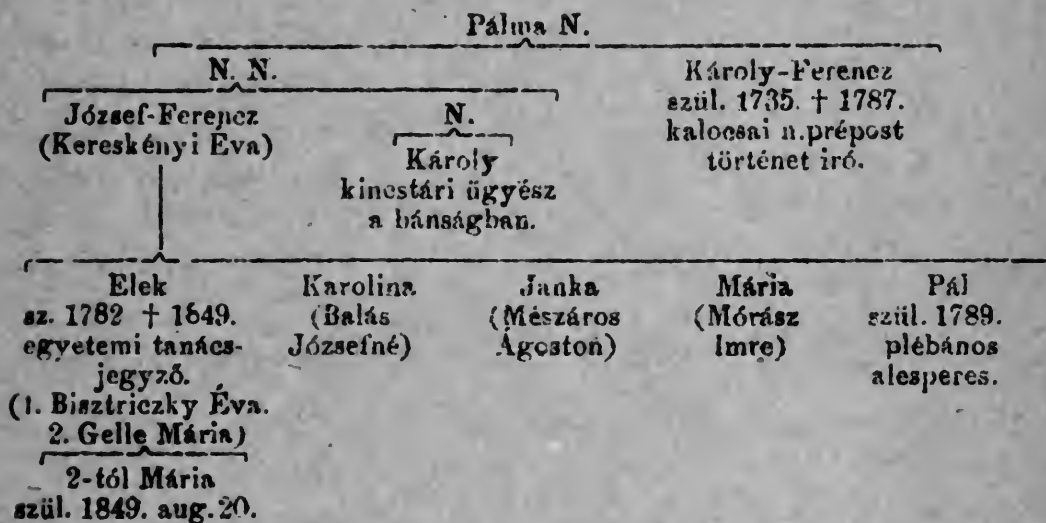 Pálma N.
N. N.
Károly-Ferencz
szül. 1735. † 1787.
kalocsai n.prépost
történet iró.
József-Ferencz
(Kereskényi Éva)
N.
Károly
kincstári ügyész
a bánságban.
Elek
sz. 1782 † 1849.
egyetemi tanács-
jegyző.
(1. Bisztriczky Éva.
2. Gelle Mária)
2-tól Mária
szül. 1849. aug. 20.
Karolina
(Balás
Józsefné)
Janka
(Mészáros
Ágoston)
Mária
(Mórász
Imre)
Pál
szül. 1789.
plébános
alesperes.